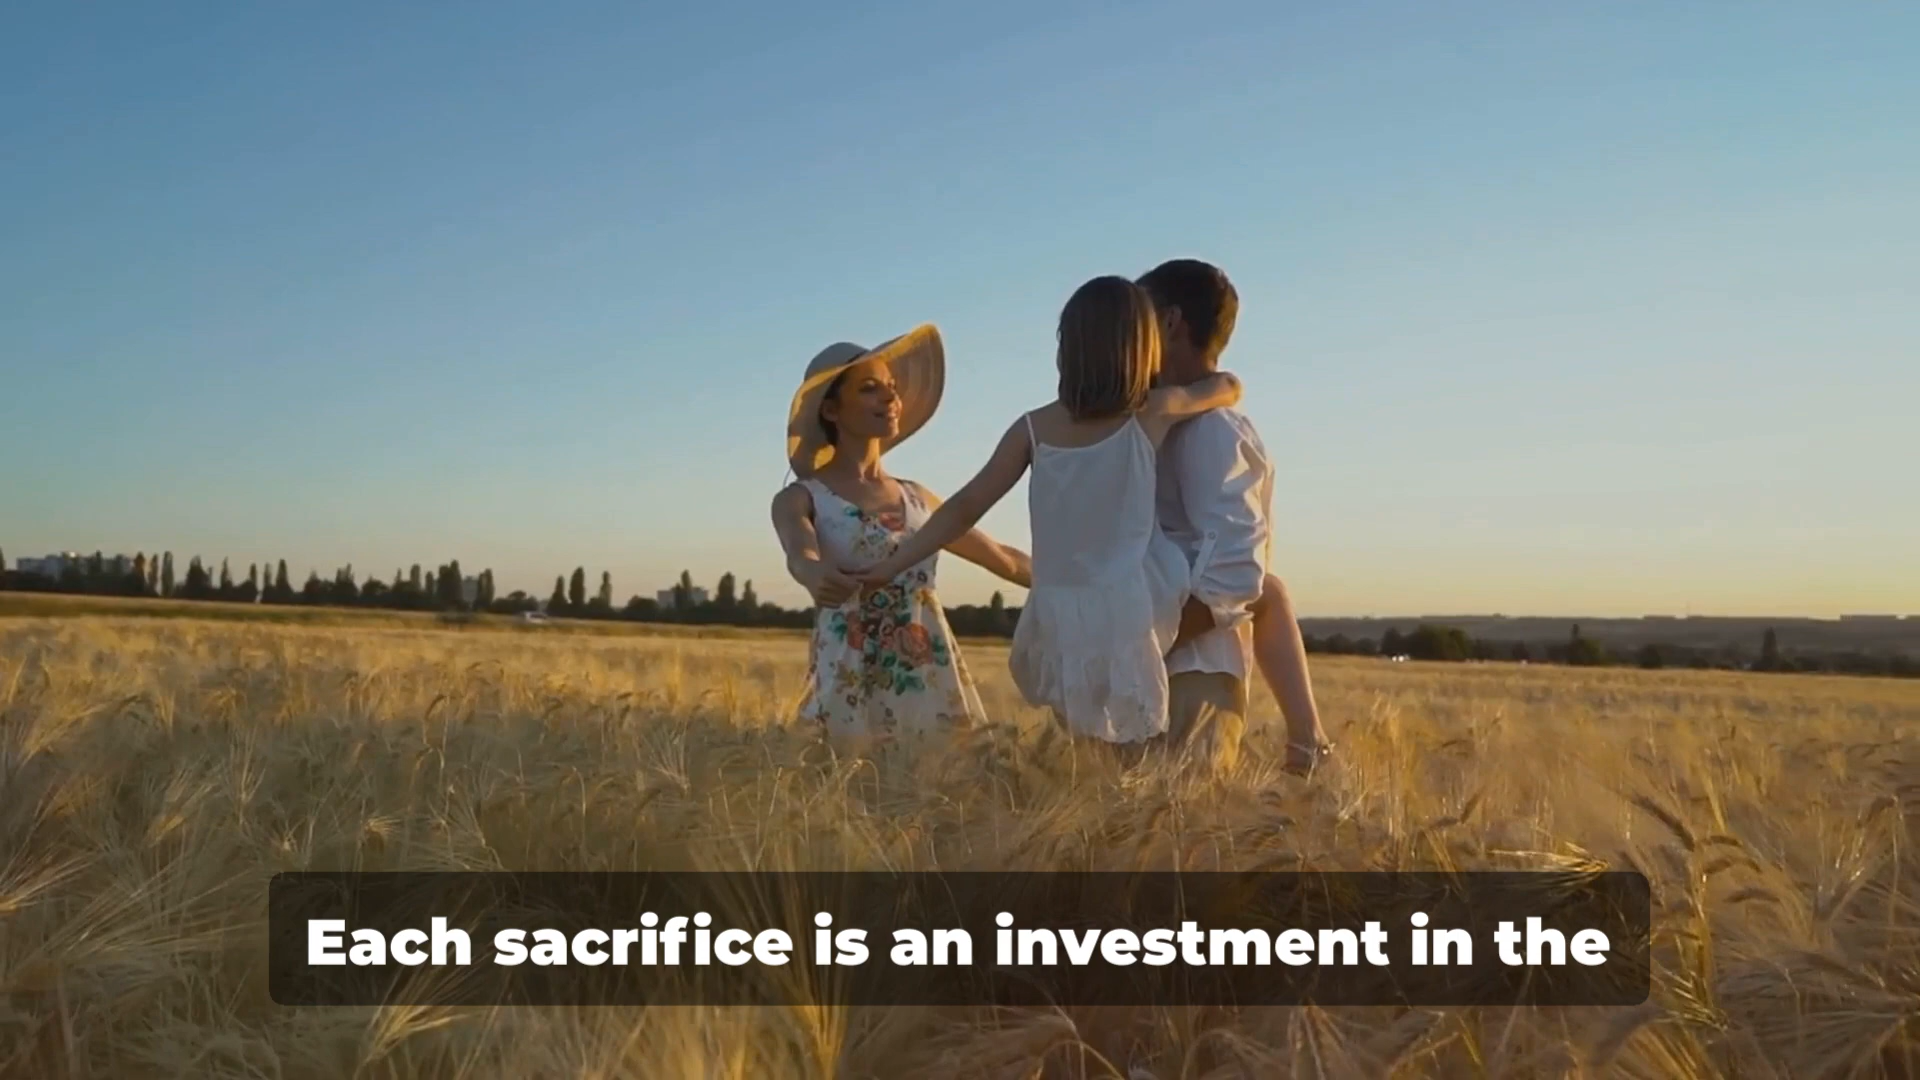 Each sacrifice is an investment in the